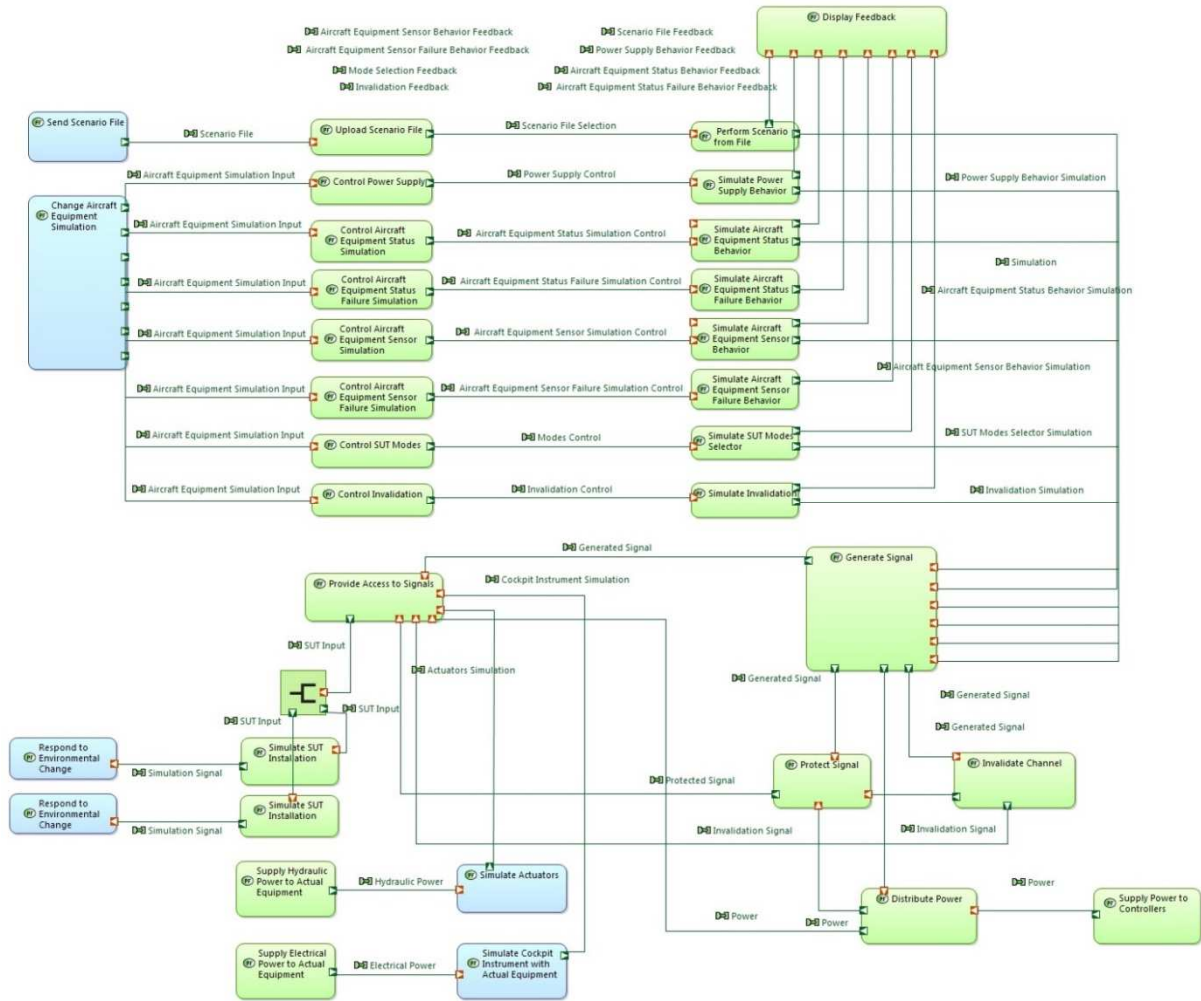 Display Feedback
Aircraft Equipment Sensor Behavior Feedback
Scenario File Feedback
Aircraft Equipment Sensor Failure Behavior Feedback
Power Supply Behavior Feedback
Mode Selection Feedback
Aircraft Equipment Status Behavior Feedback
Invalidation Feedback
Aircraft Equipment Status Failure Behavior Feedback
Send Scenario File
Scenario File
Upload Scenario File
Scenario File Selection
Perform Scenario
from File
Aircraft Equipment Simulation Input
Control Power Supply
Power Supply Control
Simulate Power
Supply Behavior
Power Supply Behavior Simulation
Change Aircraft
Equipment
Simulation
Aircraft Equipment Simulation Input
Control Aircraft
Equipment Status
Simulation
Aircraft Equipment Status Simulation Control
Simulate Aircraft
Equipment Status
Behavior
Simulation
Aircraft Equipment Simulation Input
Control Aircraft
Equipment Status
Failure Simulation
Aircraft Equipment Status Failure Simulation Control
Simulate Aircraft
Equipment Status
Failure Behavior
Aircraft Equipment Status Behavior Simulation
Aircraft Equipment Simulation Input
Control Aircraft
Equipment Sensor
Simulation
Aircraft Equipment Sensor Simulation Control
Simulate Aircraft
Equipment Sensor
Behavior
Aircraft Equipment Sensor Behavior Simulation
Aircraft Equipment Simulation Input
Control Aircraft
Equipment Sensor
Failure Simulation
Aircraft Equipment Sensor Failure Simulation Control
Simulate Aircraft
Equipment Sensor
Failure Behavior
Aircraft Equipment Simulation Input
Control SUT Modes
Modes Control
Simulate SUT Modes
Selector
SUT Modes Selector Simulation
Aircraft Equipment Simulation Input
Control Invalidation
Invalidation Control
Simulate Invalidation
Invalidation Simulation
Generated Signal
Generate Signal
Provide Access to Signals
Cockpit Instrument Simulation
SUT Input
Actuators Simulation
Generated Signal
Generated Signal
Generated Signal
SUT Input
SUT Input
Respond to
Environmental
Change
Simulation Signal
Simulate SUT
Installation
Protected Signal
Protect Signal
Invalidate Channel
Respond to
Environmental
Change
Simulation Signal
Simulate SUT
Installation
Invalidation Signal
Invalidation Signal
Supply Hydraulic
Power to Actual
Equipment
Hydraulic Power
Simulate Actuators
Power
Power
Distribute Power
Power
Supply Power to
Controllers
Supply Electrical
Power to Actual
Equipment
Electrical Power
Simulate Cockpit
Instrument with
Actual Equipment